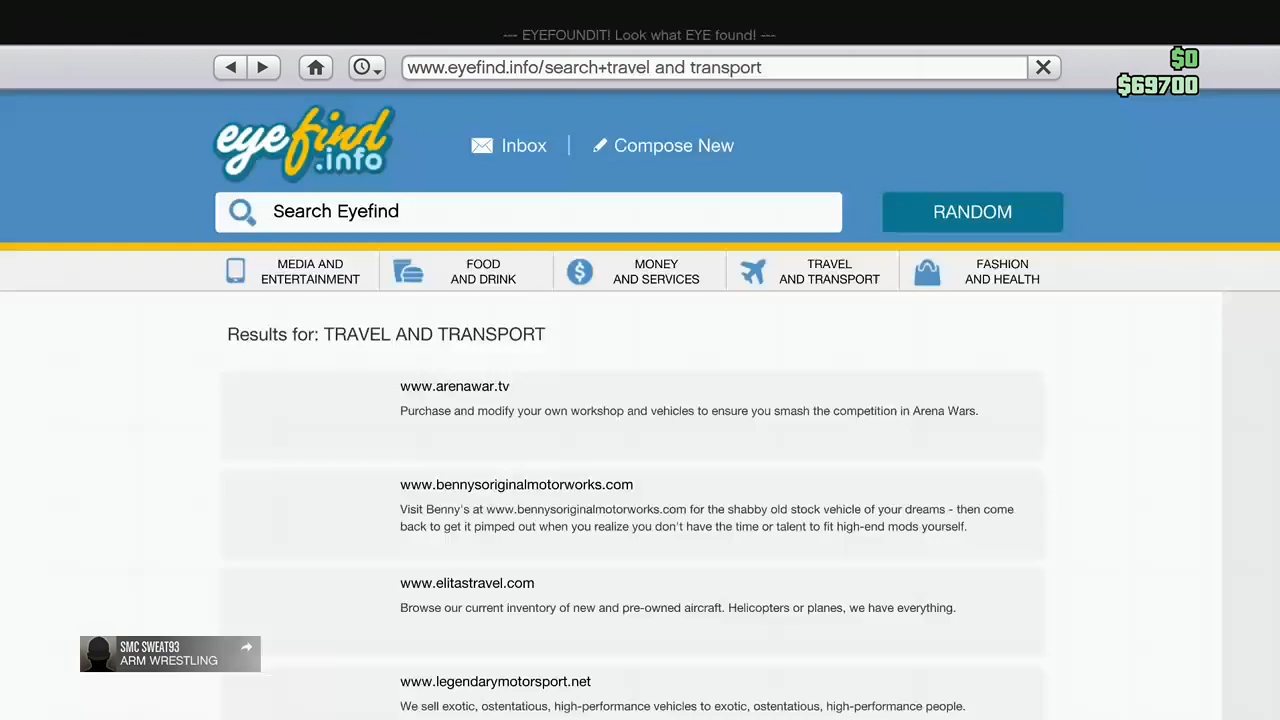 --- EYEFOUNDIT! Look what EYE found! ---
www.eyefind.info/search+travel and transport
$0
$69700
eyefind
.info
Inbox
Compose New
Search Eyefind
RANDOM
MEDIA AND
ENTERTAINMENT
FOOD
AND DRINK
MONEY
AND SERVICES
TRAVEL
AND TRANSPORT
FASHION
AND HEALTH
Results for: TRAVEL AND TRANSPORT
www.arenawar.tv
Purchase and modify your own workshop and vehicles to ensure you smash the competition in Arena Wars.
www.bennysoriginalmotorworks.com
Visit Benny's at www.bennysoriginalmotorworks.com for the shabby old stock vehicle of your dreams - then come
back to get it pimped out when you realize you don't have the time or talent to fit high-end mods yourself.
www.elitastravel.com
Browse our current inventory of new and pre-owned aircraft. Helicopters or planes, we have everything.
SMC SWEAT93
ARM WRESTLING
www.legendarymotorsport.net
We sell exotic, ostentatious, high-performance vehicles to exotic, ostentatious, high-performance people.